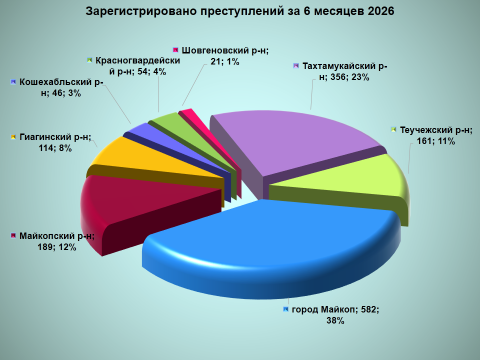 Зарегистрировано преступлений за 6 месяцев 2026
Шовгеновский р-н;
21; 1%
Красногвардейски
й р-н; 54; 4%
Тахтамукайский р-
н; 356; 23%
Кошехабльский р-
н; 46; 3%
Теучежский р-н;
161; 11%
Гиагинский р-н;
114; 8%
Майкопский р-н;
189; 12%
город Майкоп; 582;
38%